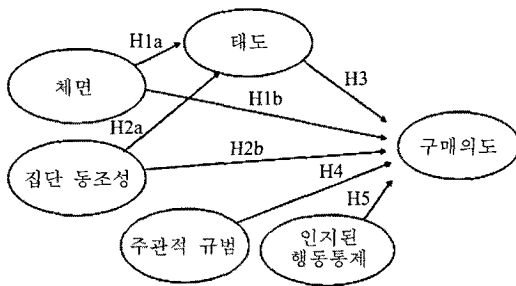 H1a
태도
체면
H3
H1b
H2a
구매의도
집단 동조성
H2b
H4
H5
주관적 규범
인지된
행동통제